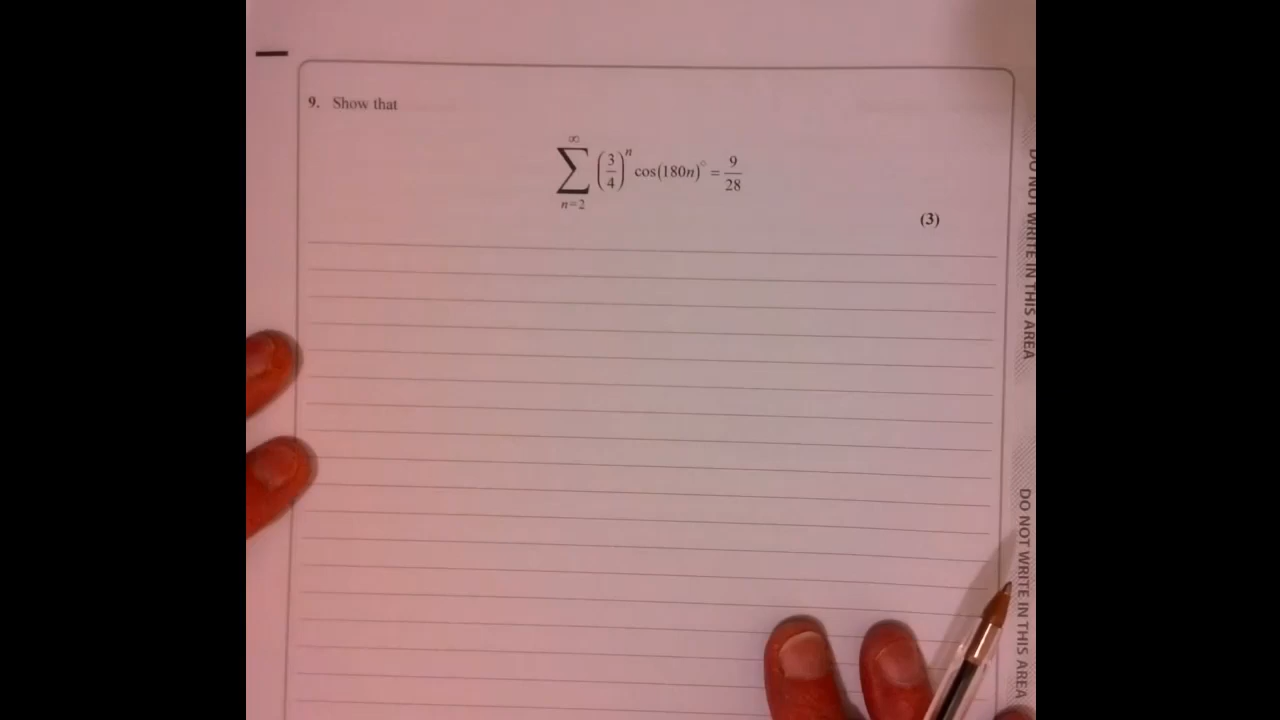 9. Show that
∞
∑ (3/4)ⁿ cos(180n)° = 9/28
n=2
(3)
DO NOT WRITE IN THIS AREA
DO NOT WRITE IN THIS AREA